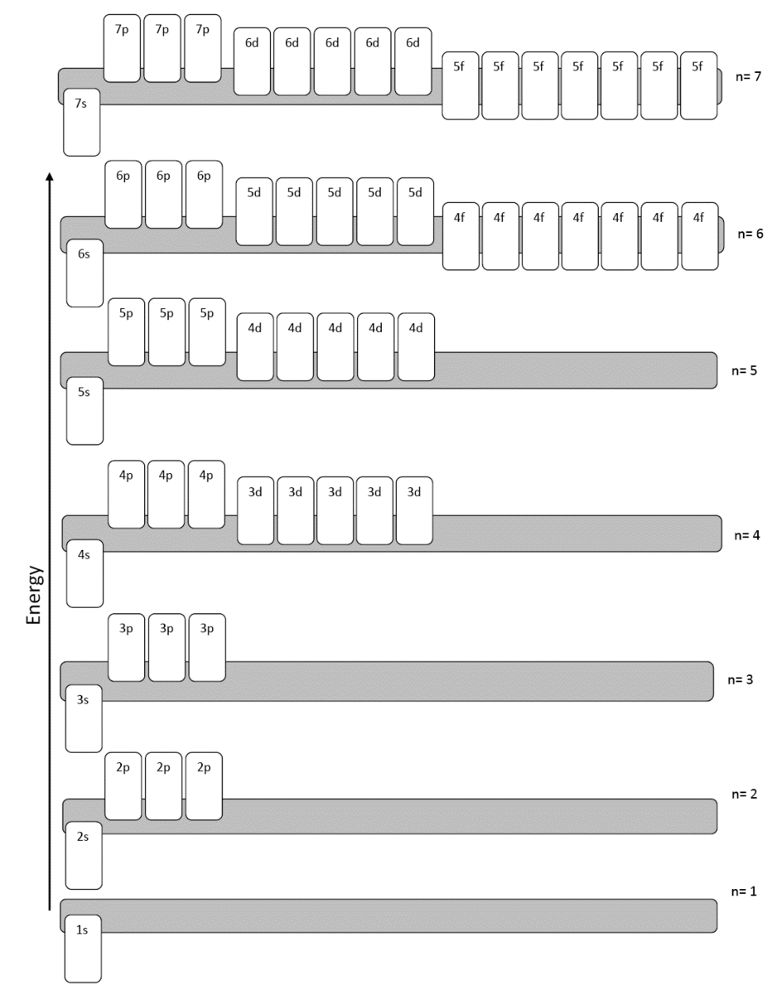 7p 7p 7p
6d 6d 6d 6d 6d
5f 5f 5f 5f 5f 5f 5f
n= 7
7s
6p 6p 6p
5d 5d 5d 5d 5d
4f 4f 4f 4f 4f 4f 4f
n= 6
6s
5p 5p 5p
4d 4d 4d 4d 4d
n= 5
5s
4p 4p 4p
3d 3d 3d 3d 3d
n= 4
4s
Energy
3p 3p 3p
n= 3
3s
2p 2p 2p
n= 2
2s
n= 1
1s